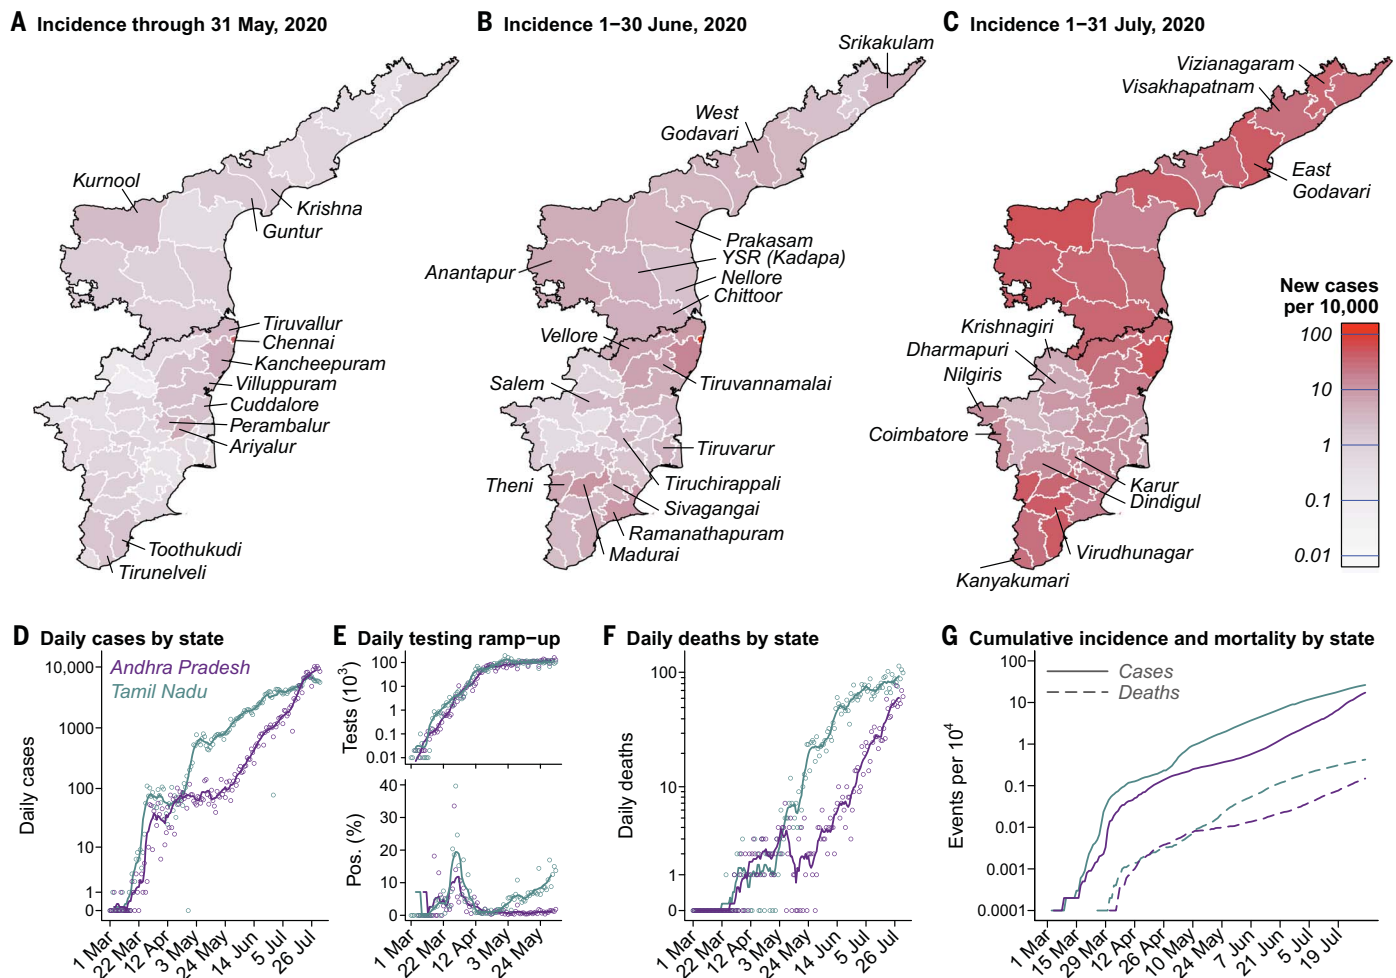 A Incidence through 31 May, 2020
Kurnool
Krishna
Guntur
Tiruvallur
Chennai
Kancheepuram
Villuppuram
Cuddalore
Perambalur
Ariyalur
Toothukudi
Tirunelveli
B Incidence 1–30 June, 2020
Srikakulam
West
Godavari
Prakasam
YSR (Kadapa)
Anantapur
Nellore
Chittoor
Vellore
Salem
Tiruvannamalai
Tiruvarur
Theni
Tiruchirappali
Sivagangai
Ramanathapuram
Madurai
C Incidence 1–31 July, 2020
Vizianagaram
Visakhapatnam
East
Godavari
Krishnagiri
Dharmapuri
Nilgiris
Coimbatore
Karur
Dindigul
Virudhunagar
Kanyakumari
New cases
per 10,000
100
10
1
0.1
0.01
D Daily cases by state
Andhra Pradesh
Tamil Nadu
Daily cases
10,000
1000
100
10
1
0
1 Mar
22 Mar
12 Apr
3 May
24 May
14 Jun
5 Jul
26 Jul
E Daily testing ramp–up
Tests (10³)
100
10
1
0.1
0.01
Pos. (%)
40
30
20
10
0
1 Mar
22 Mar
12 Apr
3 May
24 May
F Daily deaths by state
Daily deaths
100
10
1
0
1 Mar
22 Mar
12 Apr
3 May
24 May
14 Jun
5 Jul
26 Jul
G Cumulative incidence and mortality by state
Cases
Deaths
Events per 10⁴
100
10
1
0.1
0.01
0.001
0.0001
1 Mar
15 Mar
29 Mar
12 Apr
26 Apr
10 May
24 May
7 Jun
21 Jun
5 Jul
19 Jul